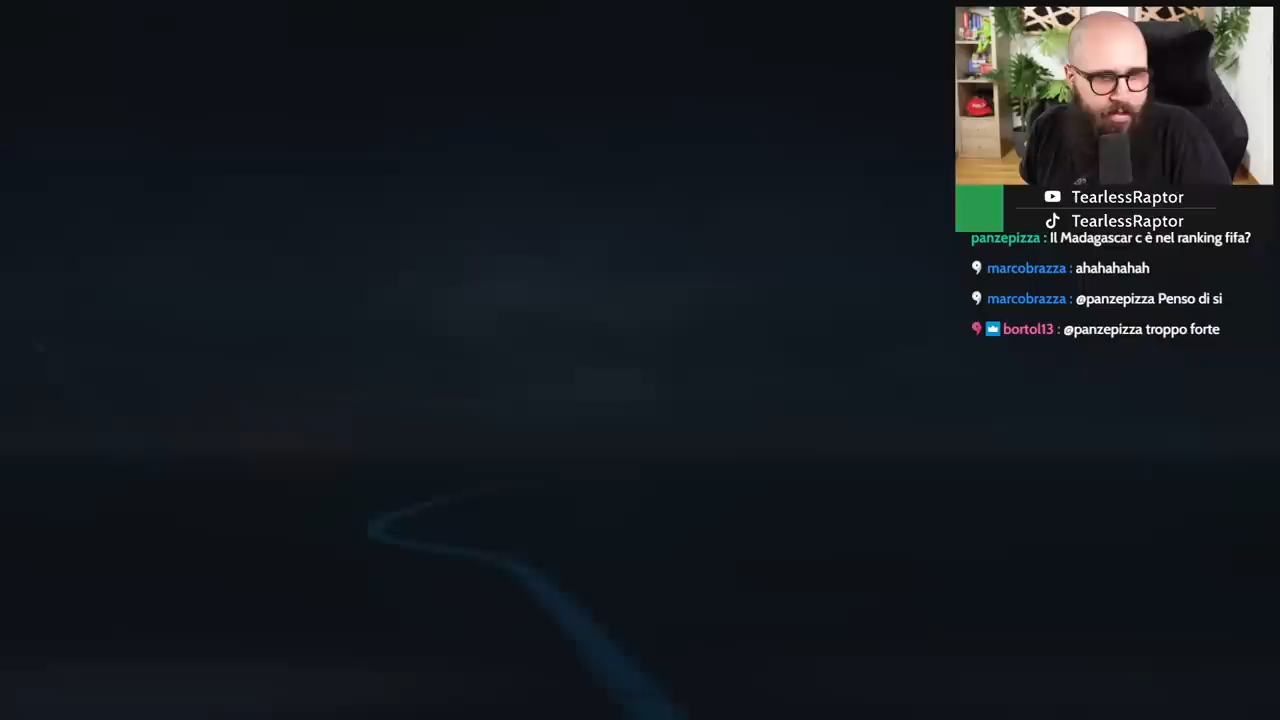 TearlessRaptor
TearlessRaptor
panzepizza : Il Madagascar c è nel ranking fifa?
marcobrazza : ahahahahah
marcobrazza : @panzepizza Penso di si
bortol13 : @panzepizza troppo forte